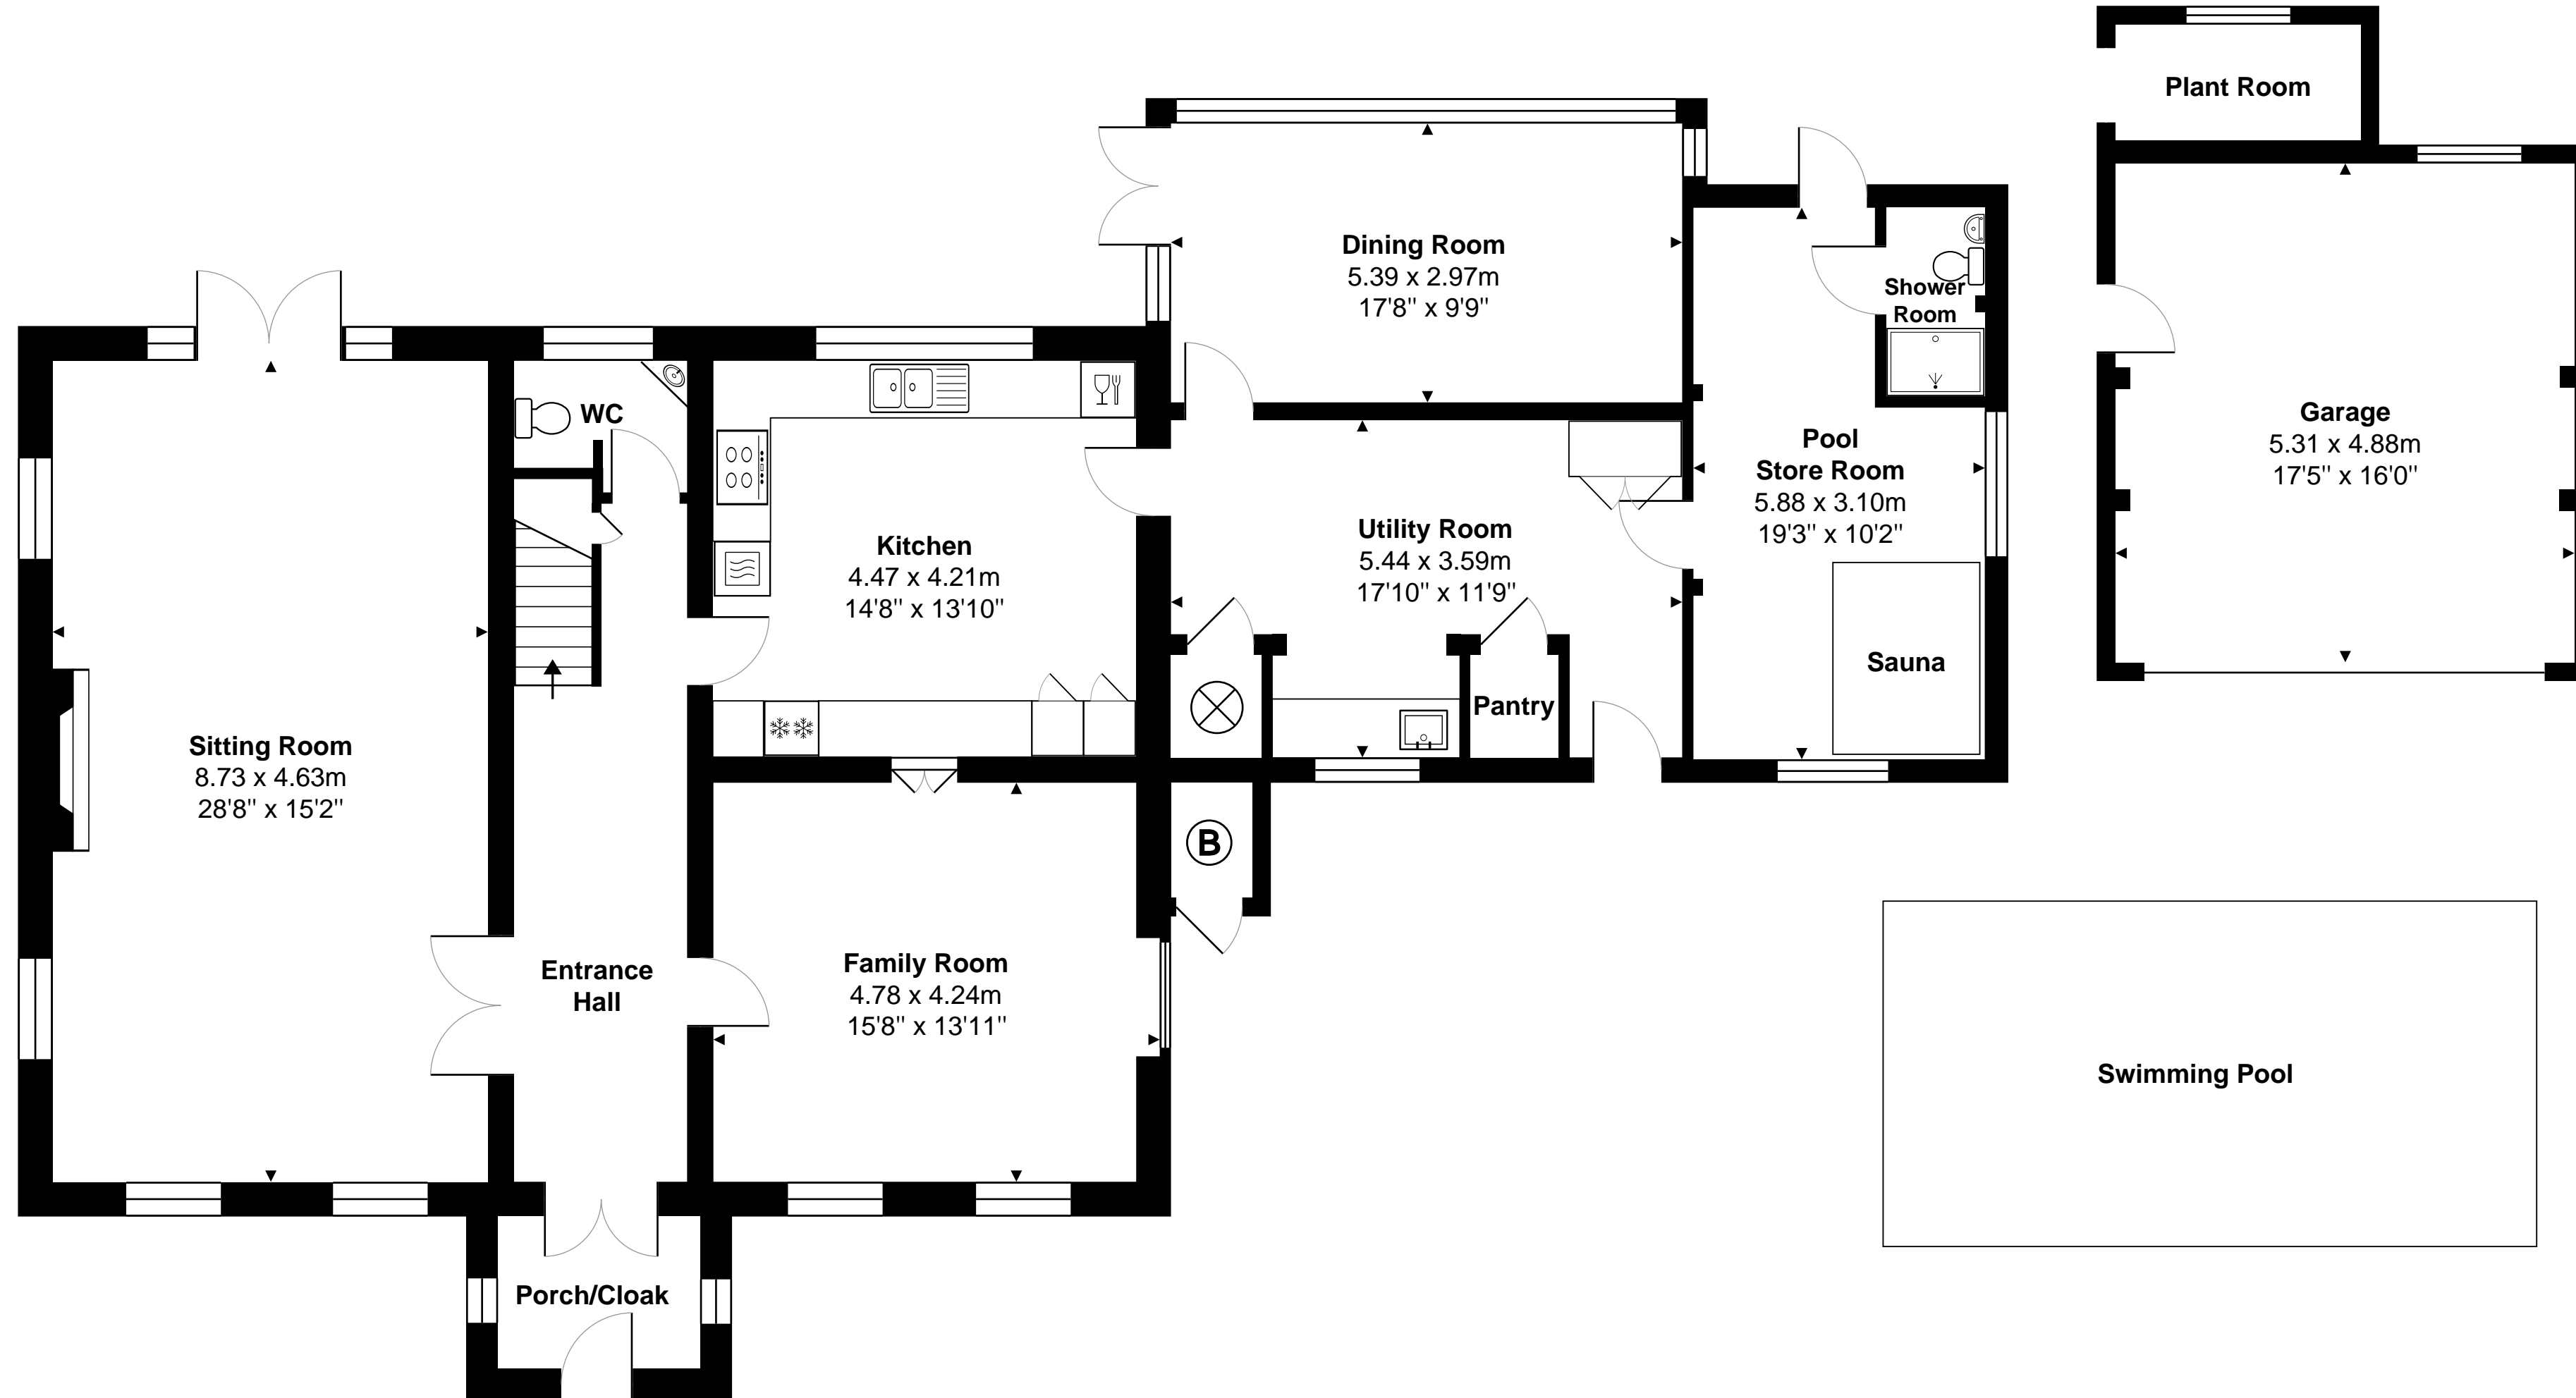 Plant Room
Dining Room
5.39 x 2.97m
17'8" x 9'9"
Shower
Room
WC
Garage
5.31 x 4.88m
17'5" x 16'0"
Pool
Store Room
5.88 x 3.10m
19'3" x 10'2"
Utility Room
5.44 x 3.59m
17'10" x 11'9"
Kitchen
4.47 x 4.21m
14'8" x 13'10"
Sauna
Pantry
Sitting Room
8.73 x 4.63m
28'8" x 15'2"
B
Entrance
Hall
Family Room
4.78 x 4.24m
15'8" x 13'11"
Swimming Pool
Porch/Cloak